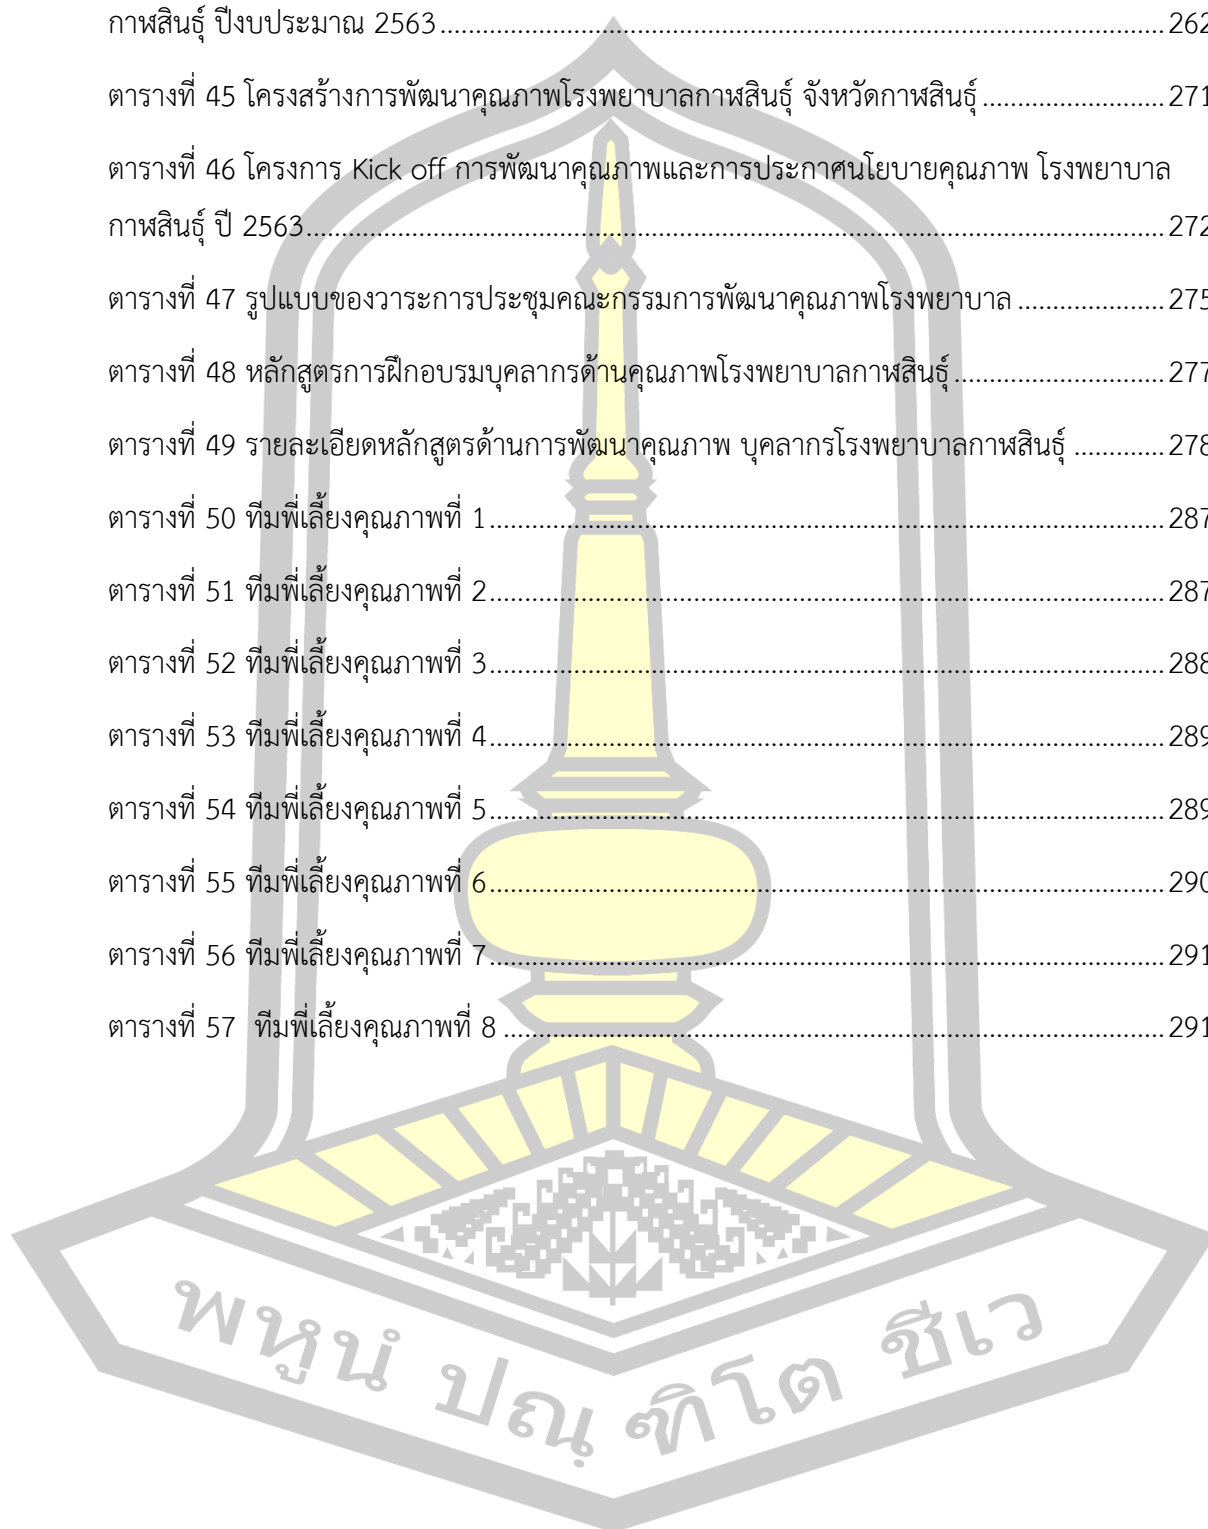 กาฬสินธุ์ ปีงบประมาณ 2563 ........ 262
ตารางที่ 45 โครงสร้างการพัฒนาคุณภาพโรงพยาบาลกาฬสินธุ์ จังหวัดกาฬสินธุ์ ........ 271
ตารางที่ 46 โครงการ Kick off การพัฒนาคุณภาพและการประกาศนโยบายคุณภาพ โรงพยาบาล
กาฬสินธุ์ ปี 2563 ........ 272
ตารางที่ 47 รูปแบบของวาระการประชุมคณะกรรมการพัฒนาคุณภาพโรงพยาบาล ........ 275
ตารางที่ 48 หลักสูตรการฝึกอบรมบุคลากรด้านคุณภาพโรงพยาบาลกาฬสินธุ์ ........ 277
ตารางที่ 49 รายละเอียดหลักสูตรด้านการพัฒนาคุณภาพ บุคลากรโรงพยาบาลกาฬสินธุ์ ........ 278
ตารางที่ 50 ทีมพี่เลี้ยงคุณภาพที่ 1 ........ 287
ตารางที่ 51 ทีมพี่เลี้ยงคุณภาพที่ 2 ........ 287
ตารางที่ 52 ทีมพี่เลี้ยงคุณภาพที่ 3 ........ 288
ตารางที่ 53 ทีมพี่เลี้ยงคุณภาพที่ 4 ........ 289
ตารางที่ 54 ทีมพี่เลี้ยงคุณภาพที่ 5 ........ 289
ตารางที่ 55 ทีมพี่เลี้ยงคุณภาพที่ 6 ........ 290
ตารางที่ 56 ทีมพี่เลี้ยงคุณภาพที่ 7 ........ 291
ตารางที่ 57 ทีมพี่เลี้ยงคุณภาพที่ 8 ........ 291
พหูนํ ปณฺฑิโต ชีเว